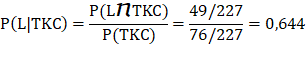 P(L|TKC) = P(L∩TKC) / P(TKC) = 49/227 / 76/227 = 0,644